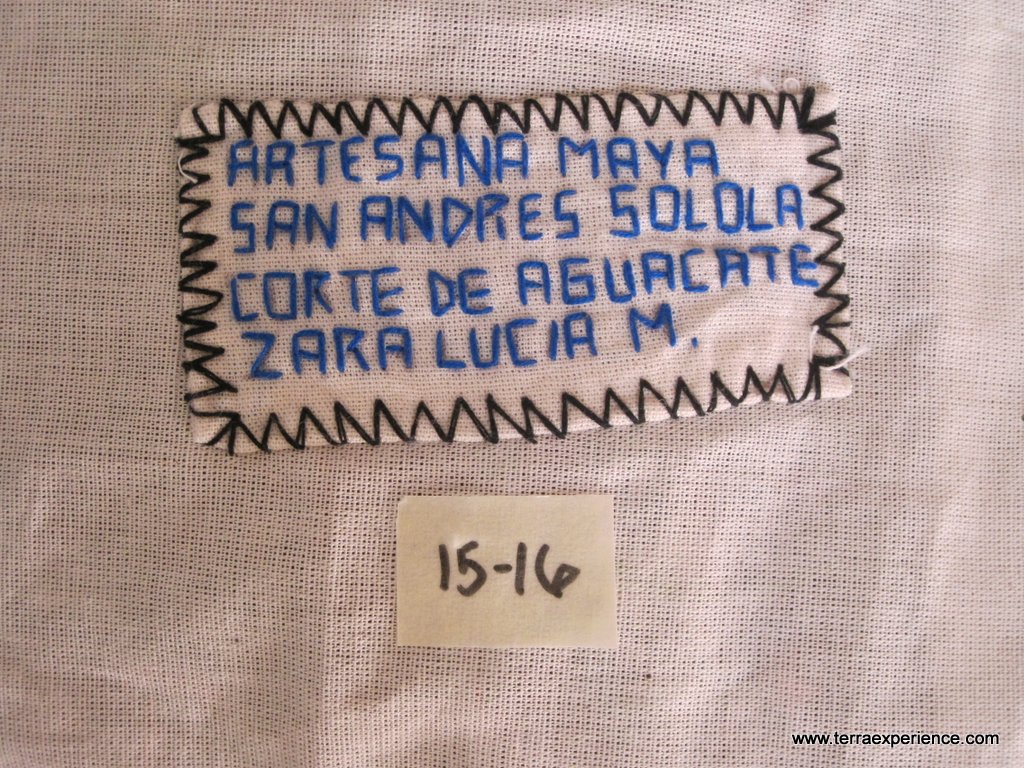 ARTESANA MAYA
SAN ANDRES SOLOLA
CORTE DE AGUACATE
ZARA LUCIA M.
15-16
www.terraexperience.com